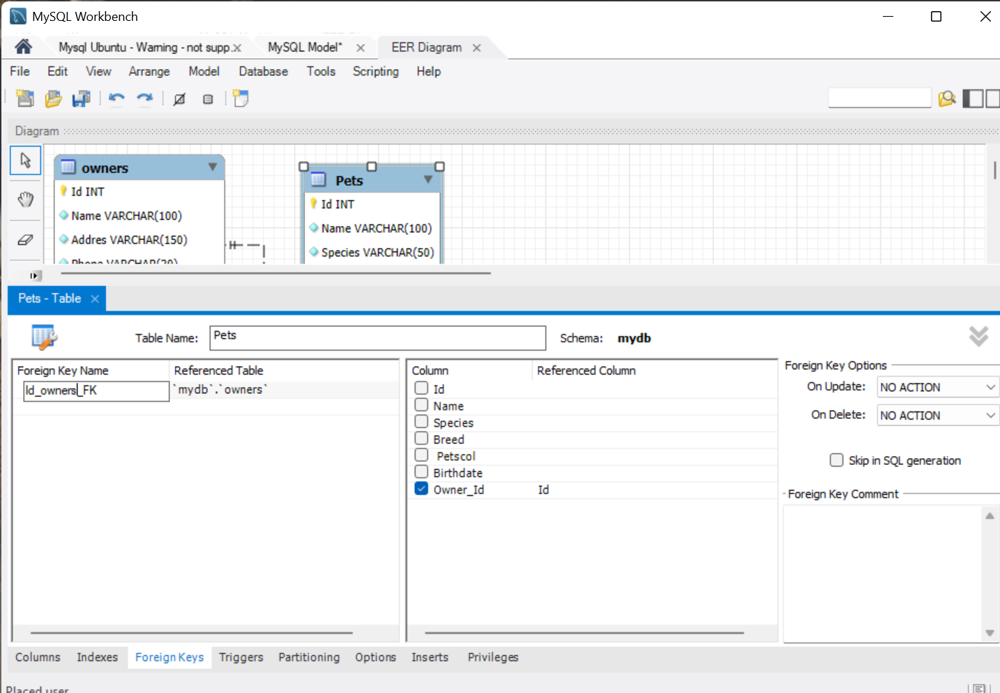 MySQL Workbench
Mysql Ubuntu - Warning - not supp.
MySQL Model*
EER Diagram
File Edit View Arrange Model Database Tools Scripting Help
Diagram
owners
Id INT
Name VARCHAR(100)
Addres VARCHAR(150)
Phone VARCHAR(20)
Pets
Id INT
Name VARCHAR(100)
Species VARCHAR(50)
Pets - Table
Table Name: Pets Schema: mydb
Foreign Key Name Referenced Table
Id_owners_FK `mydb`.`owners`
Column Referenced Column
Id
Name
Species
Breed
Petscol
Birthdate
Owner_Id Id
Foreign Key Options
On Update: NO ACTION
On Delete: NO ACTION
Skip in SQL generation
Foreign Key Comment
Columns Indexes Foreign Keys Triggers Partitioning Options Inserts Privileges
Placed user